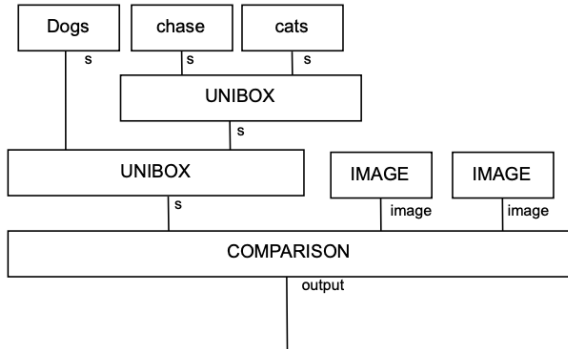 Dogs chase cats
s s s
UNIBOX
s
UNIBOX IMAGE IMAGE
s image image
COMPARISON
output